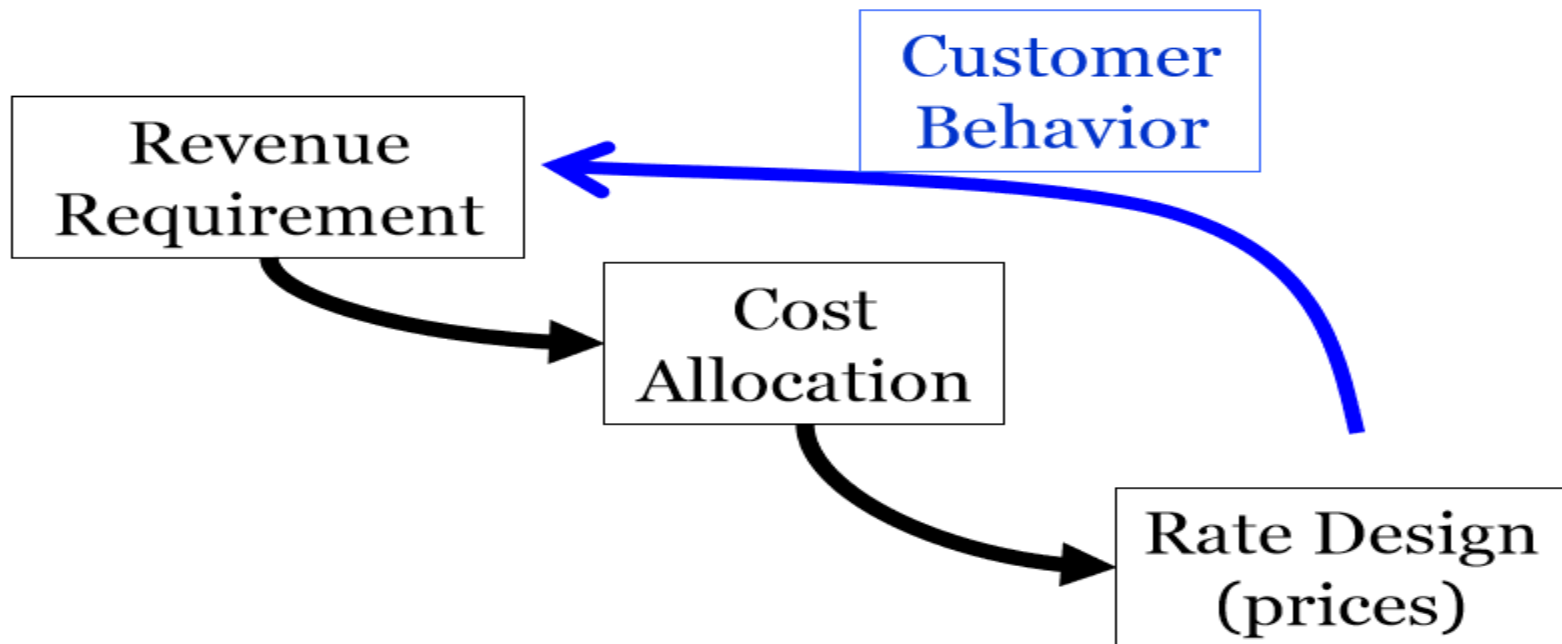 Customer
Behavior
Revenue
Requirement
Cost
Allocation
Rate Design
(prices)